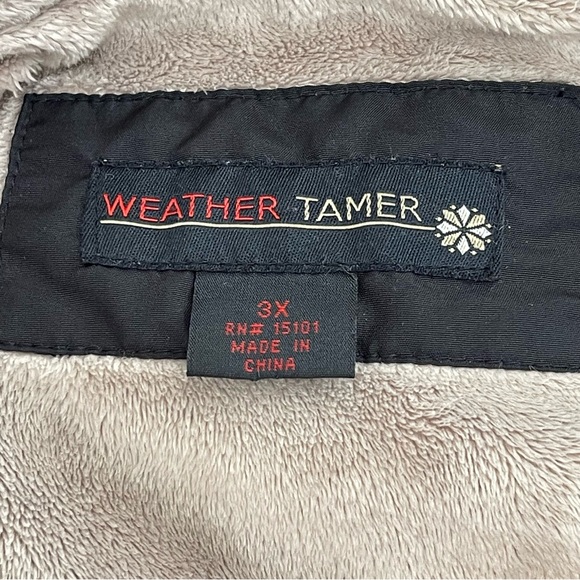 WEATHER TAMER
3X
RN# 15101
MADE IN
CHINA